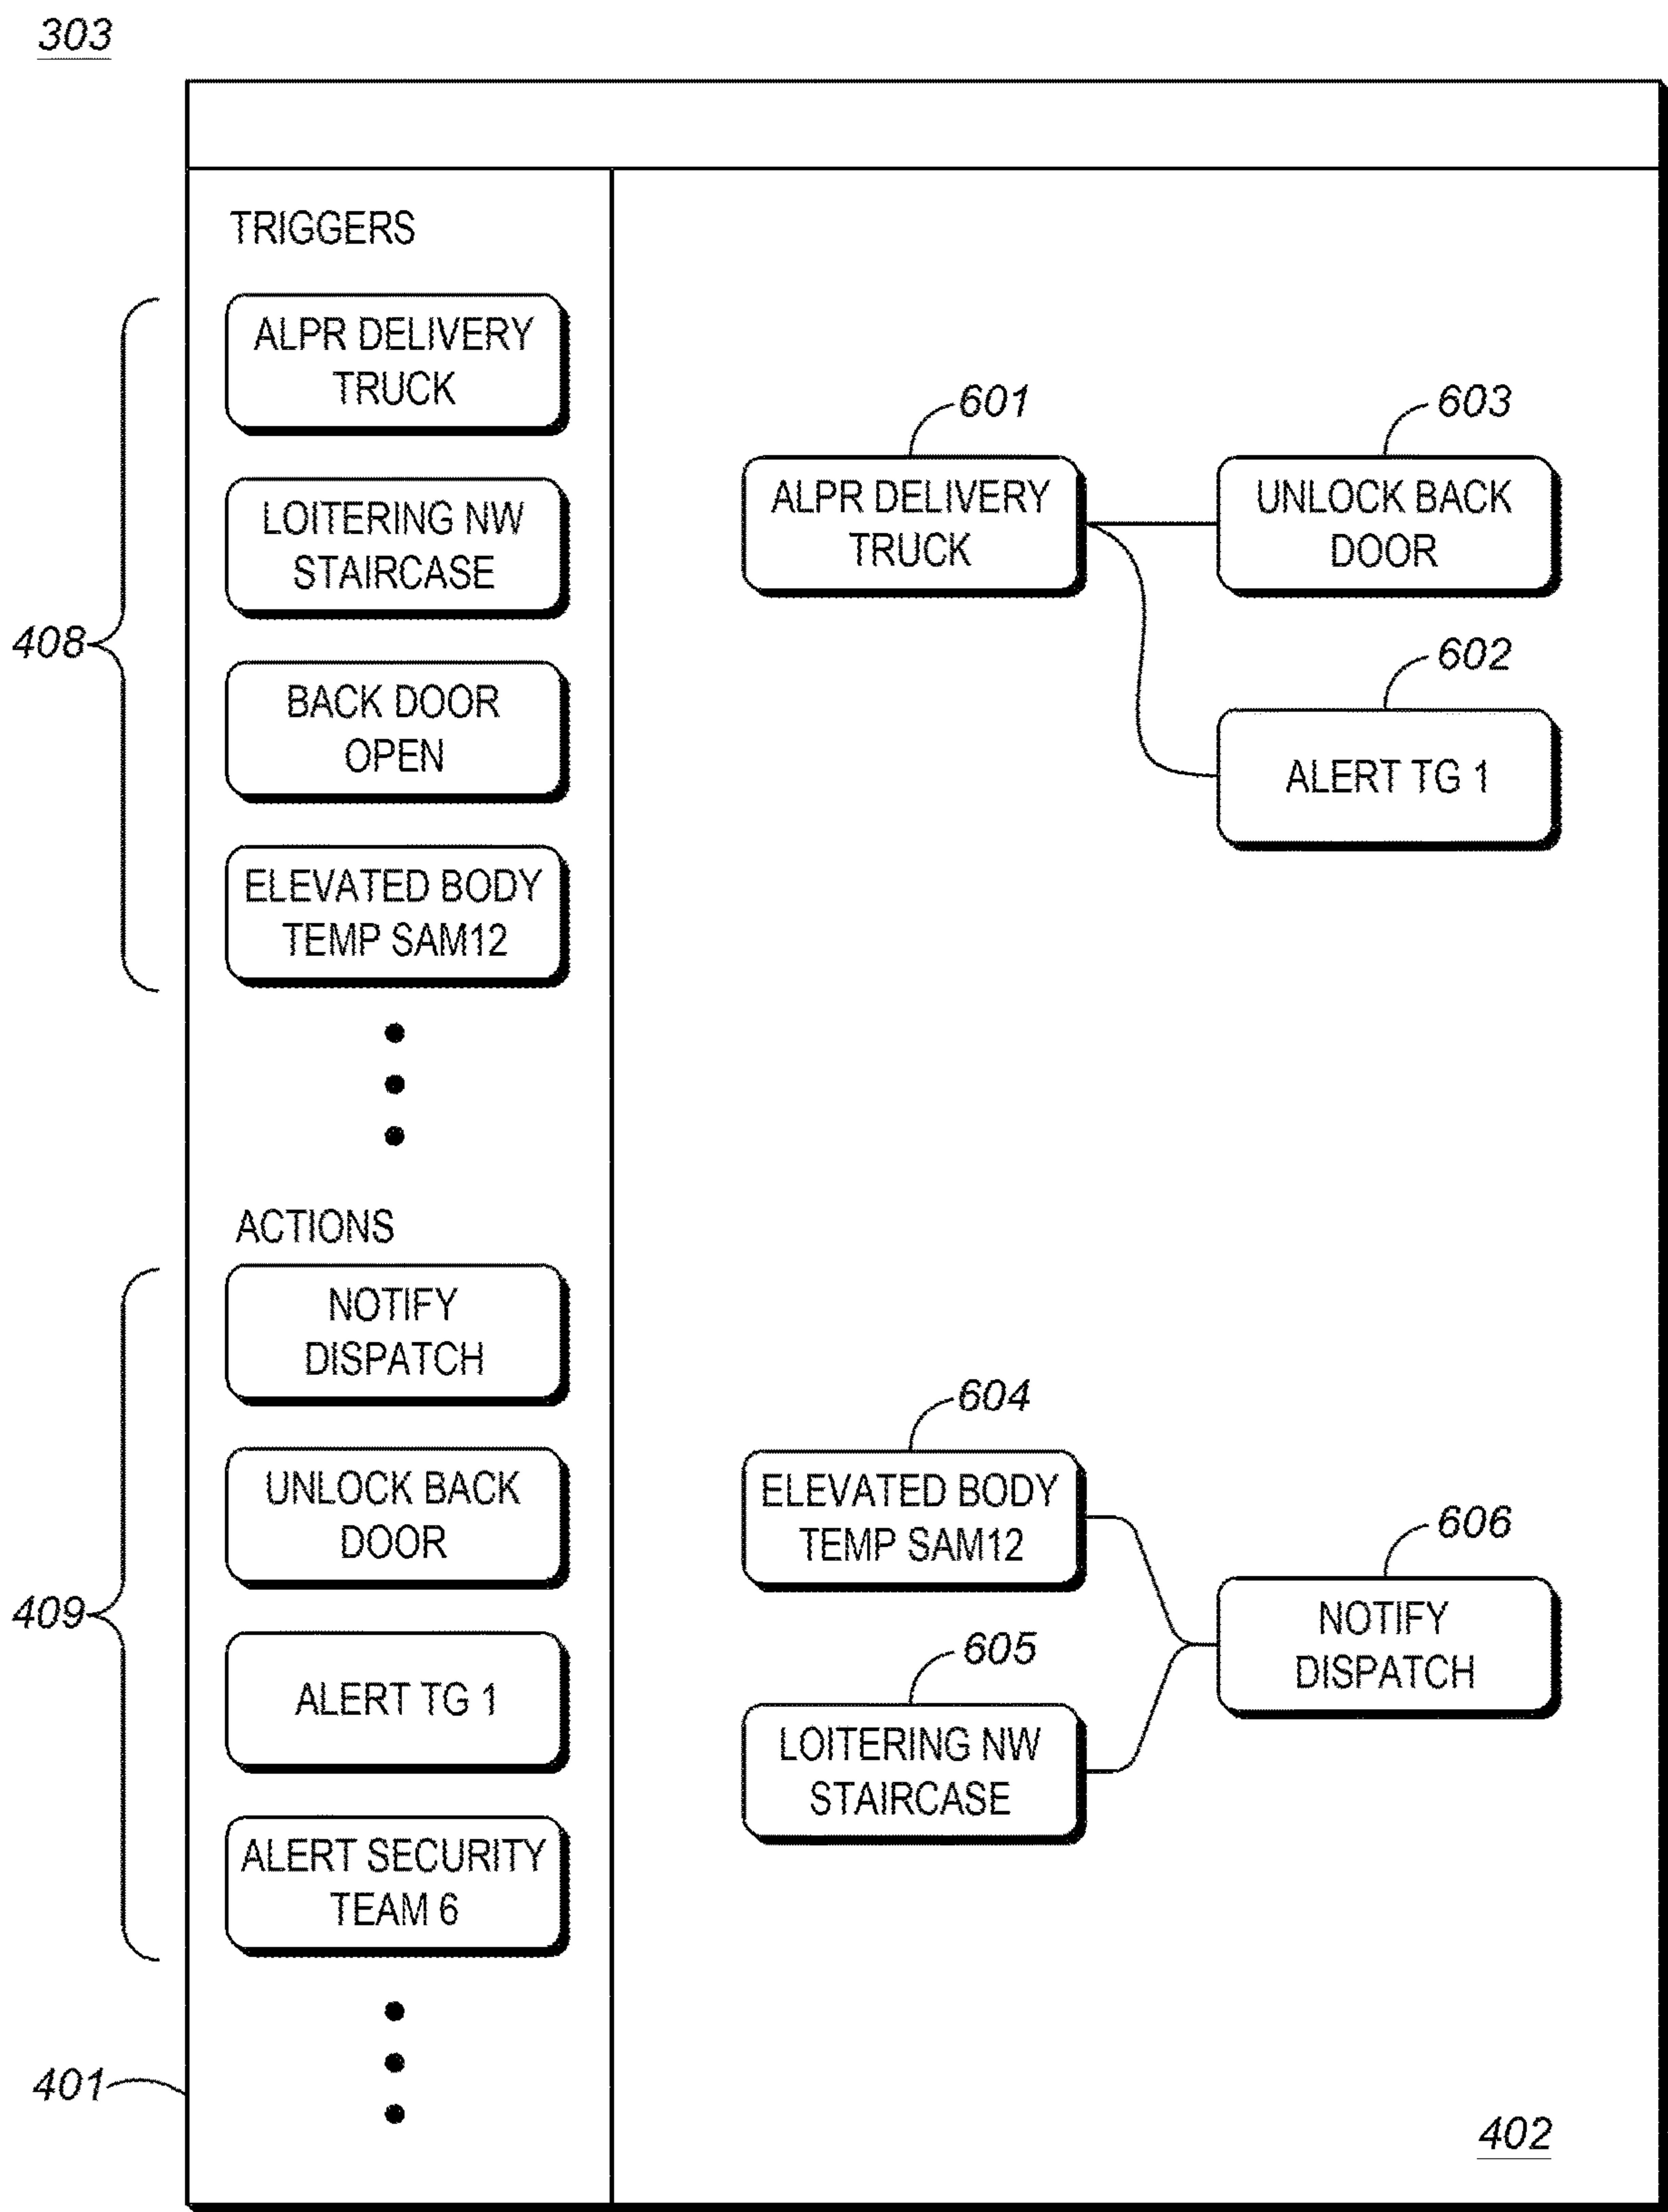 303
TRIGGERS
ALPR DELIVERY
TRUCK
LOITERING NW
STAIRCASE
408
BACK DOOR
OPEN
ELEVATED BODY
TEMP SAM12
ACTIONS
NOTIFY
DISPATCH
UNLOCK BACK
DOOR
409
ALERT TG 1
ALERT SECURITY
TEAM 6
401
601
ALPR DELIVERY
TRUCK
603
UNLOCK BACK
DOOR
602
ALERT TG 1
604
ELEVATED BODY
TEMP SAM12
605
LOITERING NW
STAIRCASE
606
NOTIFY
DISPATCH
402